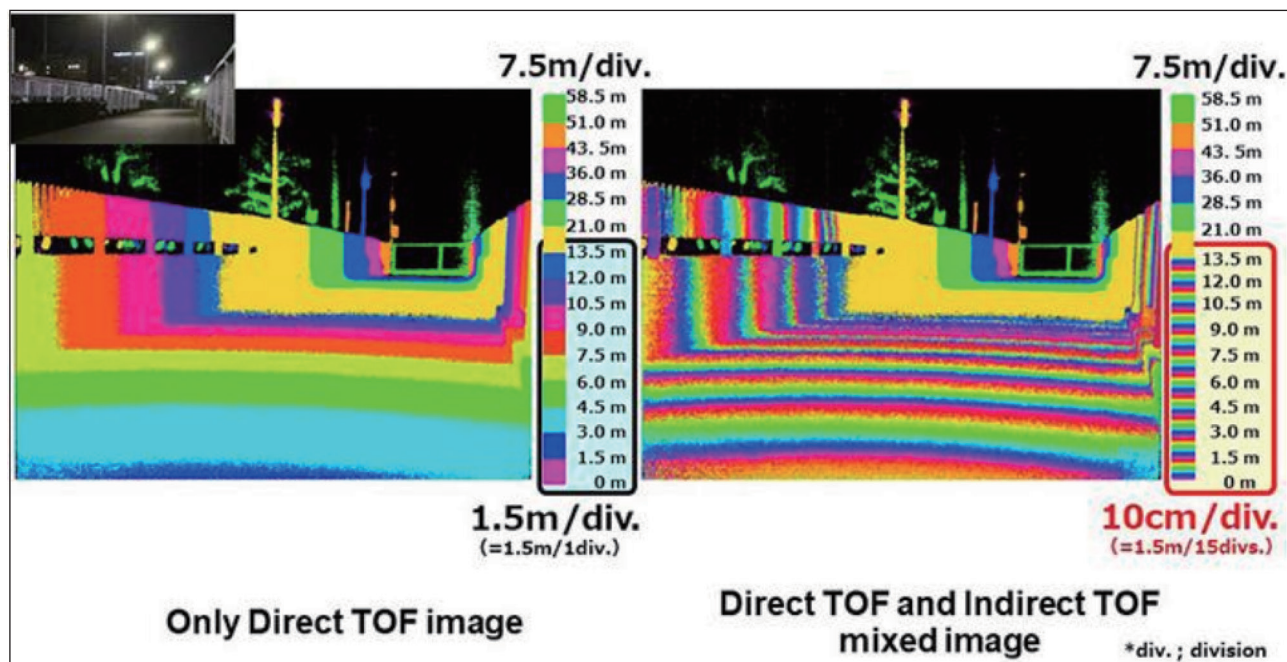 7.5m/div.
58.5 m
51.0 m
43.5 m
36.0 m
28.5 m
21.0 m
13.5 m
12.0 m
10.5 m
9.0 m
7.5 m
6.0 m
4.5 m
3.0 m
1.5 m
0 m
1.5m/div.
(=1.5m/1div.)
Only Direct TOF image
7.5m/div.
58.5 m
51.0 m
43. 5m
36.0 m
28.5 m
21.0 m
13.5 m
12.0 m
10.5 m
9.0 m
7.5 m
6.0 m
4.5 m
3.0 m
1.5 m
0 m
10cm/div.
(=1.5m/15divs.)
Direct TOF and Indirect TOF
mixed image
*div. ; division